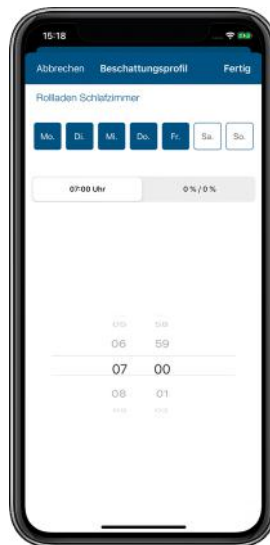 15:18
Abbrechen Beschattungsprofil Fertig
Rollladen Schlafzimmer
Mo. Di. Mi. Do. Fr. Sa. So.
07:00 Uhr 0 % / 0 %
06 59
07 00
08 01